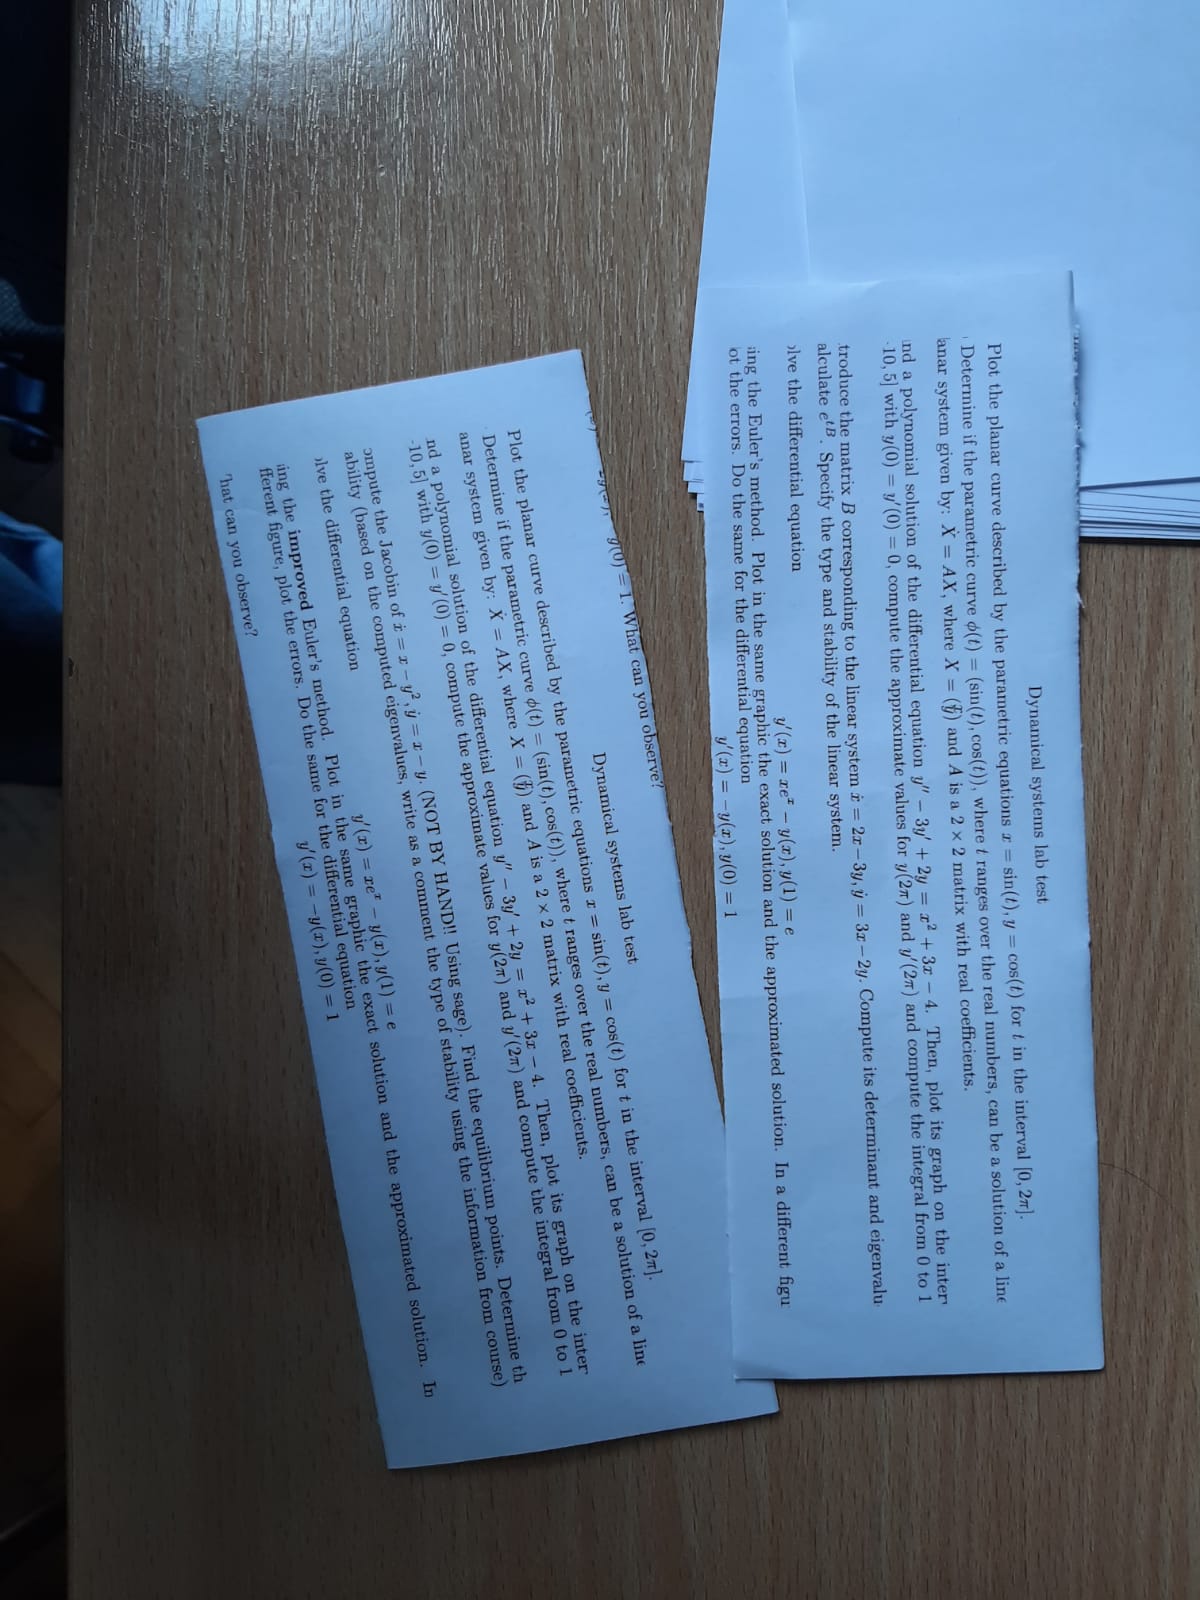 Dynamical systems lab test
Plot the planar curve described by the parametric equations x = sin(t), y = cos(t) for t in the interval [0, 2π].
Determine if the parametric curve ϕ(t) = (sin(t), cos(t)), where t ranges over the real numbers, can be a solution of a line
anar system given by: Ẋ = AX, where X = (x y) and A is a 2 × 2 matrix with real coefficients.
nd a polynomial solution of the differential equation y″ − 3y′ + 2y = x² + 3x − 4. Then, plot its graph on the inter
-10, 5] with y(0) = y′(0) = 0, compute the approximate values for y(2π) and y′(2π) and compute the integral from 0 to 1
troduce the matrix B corresponding to the linear system ẋ = 2x − 3y, ẏ = 3x − 2y. Compute its determinant and eigenvalu
alculate eᵗᴮ. Specify the type and stability of the linear system.
olve the differential equation
y′(x) = xeˣ − y(x), y(1) = e
sing the Euler's method. Plot in the same graphic the exact solution and the approximated solution. In a different figu
ot the errors. Do the same for the differential equation
y′(x) = −y(x), y(0) = 1
y(0) = 1. What can you observe?
Dynamical systems lab test
Plot the planar curve described by the parametric equations x = sin(t), y = cos(t) for t in the interval [0, 2π].
Determine if the parametric curve ϕ(t) = (sin(t), cos(t)), where t ranges over the real numbers, can be a solution of a line
anar system given by: Ẋ = AX, where X = (x y) and A is a 2 × 2 matrix with real coefficients.
nd a polynomial solution of the differential equation y″ − 3y′ + 2y = x² + 3x − 4. Then, plot its graph on the inter
-10, 5] with y(0) = y′(0) = 0, compute the approximate values for y(2π) and y′(2π) and compute the integral from 0 to 1
ompute the Jacobin of ẋ = x − y², ẏ = x − y. (NOT BY HAND!! Using sage). Find the equilibrium points. Determine th
ability (based on the computed eigenvalues, write as a comment the type of stability using the information from course)
olve the differential equation
y′(x) = xeˣ − y(x), y(1) = e
ing the improved Euler's method. Plot in the same graphic the exact solution and the approximated solution. In
fferent figure, plot the errors. Do the same for the differential equation
y′(x) = −y(x), y(0) = 1
hat can you observe?